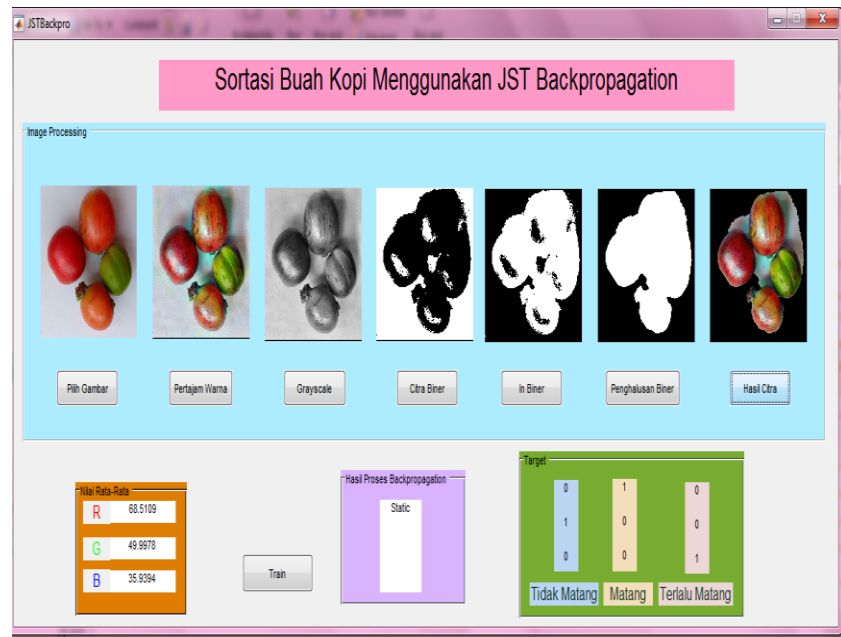 JSTBackpro
Sortasi Buah Kopi Menggunakan JST Backpropagation
Image Processing
Pilih Gambar
Pertajam Warna
Grayscale
Citra Biner
In Biner
Penghalusan Biner
Hasil Citra
Nilai Rata-Rata
R 68.5109
G 49.9978
B 35.9394
Train
Hasil Proses Backpropagation
Static
Target
0 1 0
1 0 0
0 0 1
Tidak Matang Matang Terlalu Matang